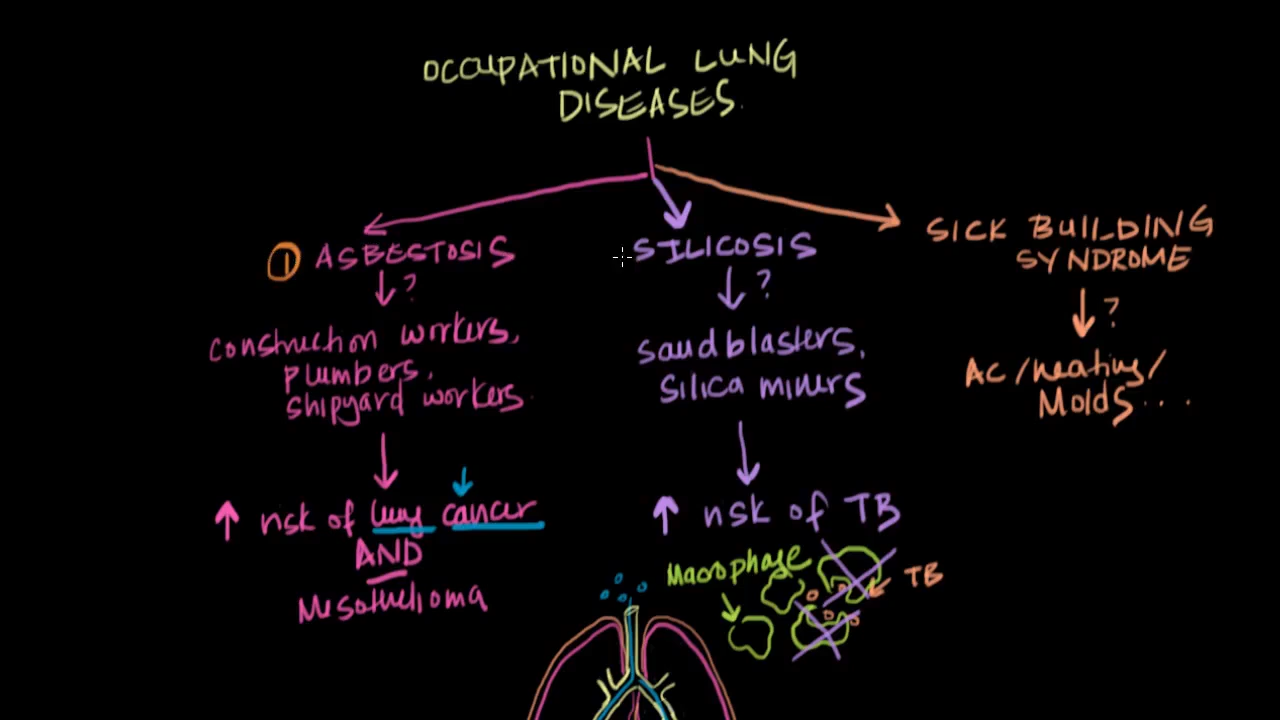 OCCUPATIONAL LUNG
DISEASES.
① ASBESTOSIS
?
construction workers,
plumbers,
shipyard workers.
↑ risk of lung cancer
AND
Mesothelioma
SILICOSIS
?
sandblasters,
silica miners
↑ risk of TB
Macrophage
TB
SICK BUILDING
SYNDROME
?
AC/heating/
Molds...